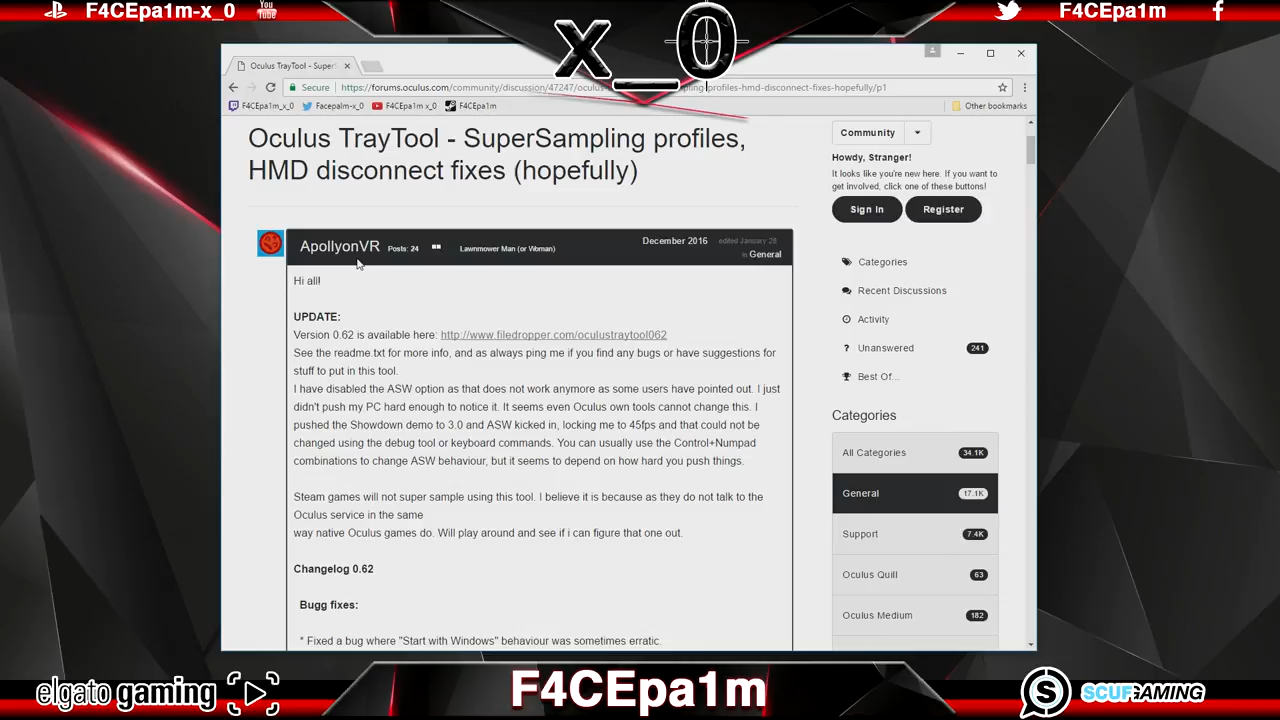 F4CEpa1m-x_0
You Tube
x_0
F4CEpa1m
Oculus TrayTool - SuperS
Secure
https://forums.oculus.com/community/discussion/47247/oculus
pling-profiles-hmd-disconnect-fixes-hopefully/p1
F4CEpa1m_x_0
Facepalm-x_0
F4CEpa1m x_0
F4CEpa1m
Other bookmarks
Oculus TrayTool - SuperSampling profiles,
HMD disconnect fixes (hopefully)
ApollyonVR Posts: 24 Lawnmower Man (or Woman) December 2016 edited January 28
in General
Hi all!
UPDATE:
Version 0.62 is available here: http://www.filedropper.com/oculustraytool062
See the readme.txt for more info, and as always ping me if you find any bugs or have suggestions for
stuff to put in this tool.
I have disabled the ASW option as that does not work anymore as some users have pointed out. I just
didn't push my PC hard enough to notice it. It seems even Oculus own tools cannot change this. I
pushed the Showdown demo to 3.0 and ASW kicked in, locking me to 45fps and that could not be
changed using the debug tool or keyboard commands. You can usually use the Control+Numpad
combinations to change ASW behaviour, but it seems to depend on how hard you push things.
Steam games will not super sample using this tool. I believe it is because as they do not talk to the
Oculus service in the same
way native Oculus games do. Will play around and see if i can figure that one out.
Changelog 0.62
Bugg fixes:
* Fixed a bug where "Start with Windows" behaviour was sometimes erratic.
Community
Howdy, Stranger!
It looks like you're new here. If you want to
get involved, click one of these buttons!
Sign In Register
Categories
Recent Discussions
Activity
? Unanswered 241
Best Of...
Categories
All Categories 34.1K
General 17.1K
Support 7.4K
Oculus Quill 63
Oculus Medium 182
elgato gaming
F4CEpa1m
S SCUFGAMING